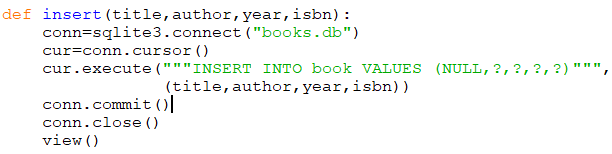 def insert(title,author,year,isbn):
    conn=sqlite3.connect("books.db")
    cur=conn.cursor()
    cur.execute("""INSERT INTO book VALUES (NULL,?,?,?,?)""",
                (title,author,year,isbn))
    conn.commit()
    conn.close()
    view()